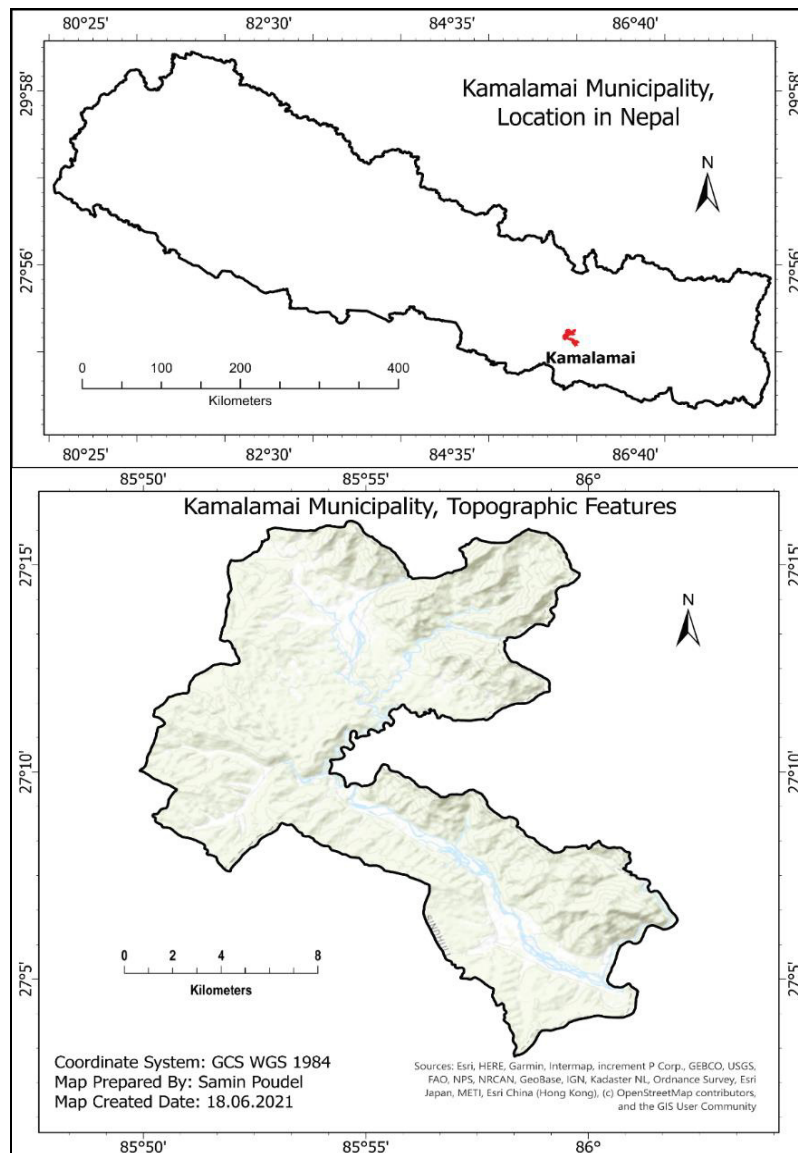 80°25' 82°30' 84°35' 86°40'
29°58' 29°58'
Kamalamai Municipality,
Location in Nepal
N
27°56' 27°56'
Kamalamai
0 100 200 400
Kilometers
80°25' 82°30' 84°35' 86°40'
85°50' 85°55' 86°
Kamalamai Municipality, Topographic Features
27°15' 27°15'
N
27°10' 27°10'
0 2 4 8
Kilometers
27°5' 27°5'
Coordinate System: GCS WGS 1984
Map Prepared By: Samin Poudel
Map Created Date: 18.06.2021
Sources: Esri, HERE, Garmin, Intermap, increment P Corp., GEBCO, USGS,
FAO, NPS, NRCAN, GeoBase, IGN, Kadaster NL, Ordnance Survey, Esri
Japan, METI, Esri China (Hong Kong), (c) OpenStreetMap contributors,
and the GIS User Community
85°50' 85°55' 86°